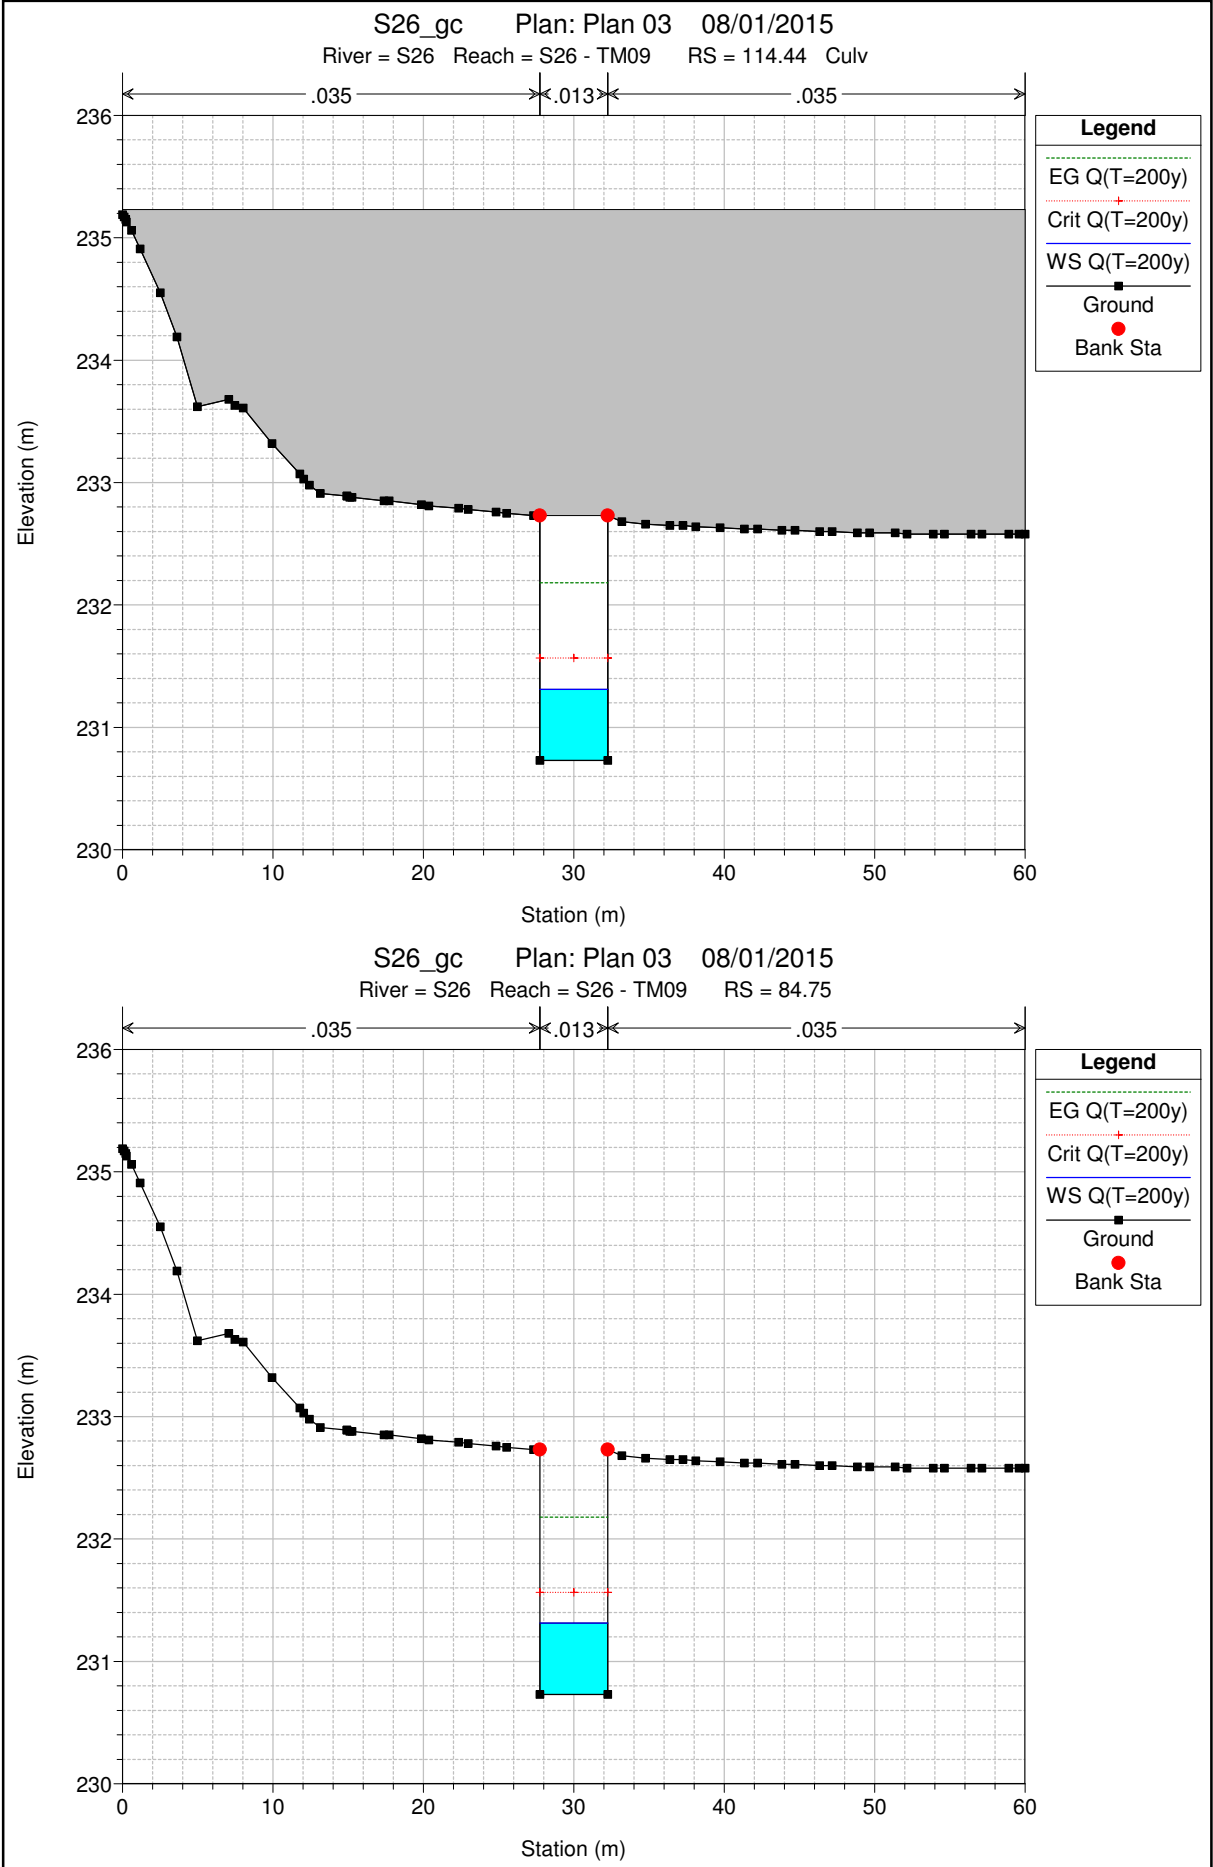 S26_gc Plan: Plan 03 08/01/2015
River = S26 Reach = S26 - TM09 RS = 114.44 Culv
.035 .013 .035
236
235
234
233
232
231
230
Elevation (m)
0 10 20 30 40 50 60
Station (m)
Legend
EG Q(T=200y)
Crit Q(T=200y)
WS Q(T=200y)
Ground
Bank Sta
S26_gc Plan: Plan 03 08/01/2015
River = S26 Reach = S26 - TM09 RS = 84.75
.035 .013 .035
236
235
234
233
232
231
230
Elevation (m)
0 10 20 30 40 50 60
Station (m)
Legend
EG Q(T=200y)
Crit Q(T=200y)
WS Q(T=200y)
Ground
Bank Sta